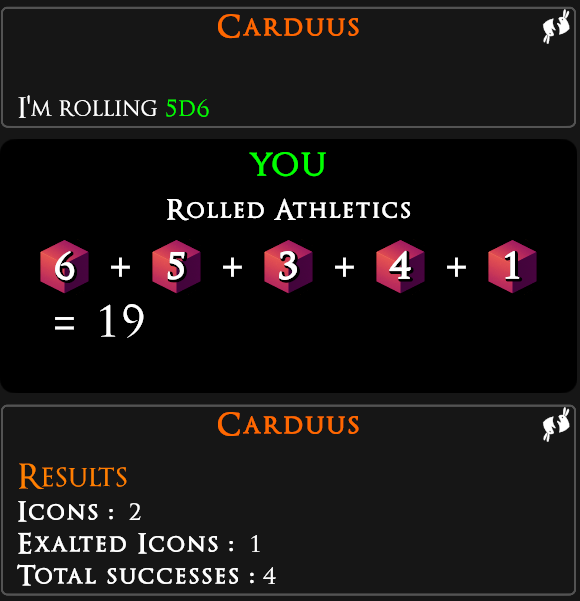 Carduus
I'm rolling 5D6
YOU
Rolled Athletics
6 + 5 + 3 + 4 + 1
= 19
Carduus
Results
Icons : 2
Exalted Icons : 1
Total successes : 4